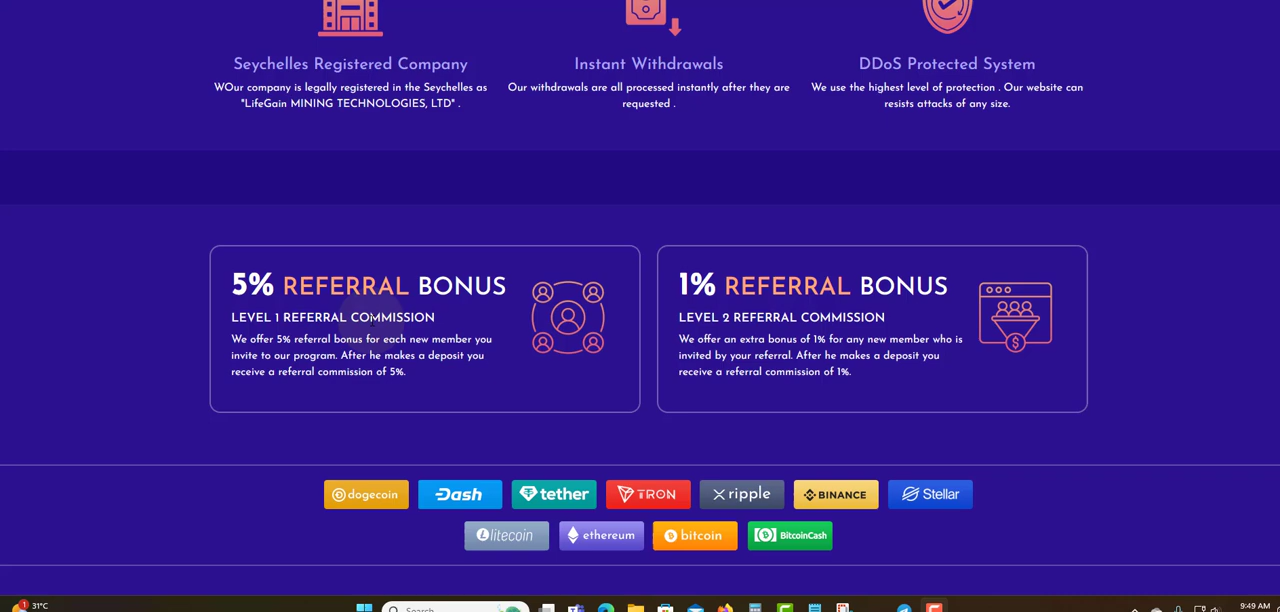 Seychelles Registered Company
WOur company is legally registered in the Seychelles as
"LifeGain MINING TECHNOLOGIES, LTD" .
Instant Withdrawals
Our withdrawals are all processed instantly after they are
requested .
DDoS Protected System
We use the highest level of protection . Our website can
resists attacks of any size.
5% REFERRAL BONUS
LEVEL 1 REFERRAL COMMISSION
We offer 5% referral bonus for each new member you
invite to our program. After he makes a deposit you
receive a referral commission of 5%.
1% REFERRAL BONUS
LEVEL 2 REFERRAL COMMISSION
We offer an extra bonus of 1% for any new member who is
invited by your referral. After he makes a deposit you
receive a referral commission of 1%.
dogecoin Dash tether TRON ripple BINANCE Stellar
litecoin ethereum bitcoin BitcoinCash
1 31°C Search 9:49 AM